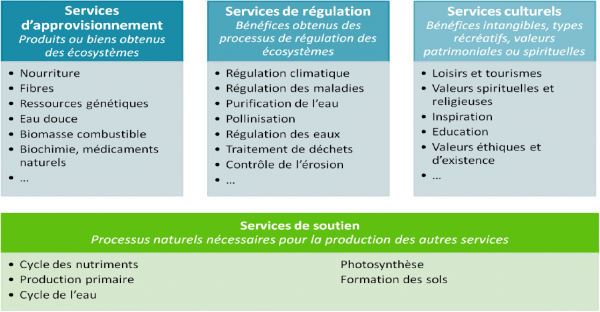 Services
d’approvisionnement
Produits ou biens obtenus
des écosystèmes
• Nourriture
• Fibres
• Ressources génétiques
• Eau douce
• Biomasse combustible
• Biochimie, médicaments
naturels
• ...
Services de régulation
Bénéfices obtenus des
processus de régulation des
écosystèmes
• Régulation climatique
• Régulation des maladies
• Purification de l’eau
• Pollinisation
• Régulation des eaux
• Traitement de déchets
• Contrôle de l’érosion
• ...
Services culturels
Bénéfices intangibles, types
récréatifs, valeurs
patrimoniales ou spirituelles
• Loisirs et tourismes
• Valeurs spirituelles et
religieuses
• Inspiration
• Education
• Valeurs éthiques et
d’existence
• ...
Services de soutien
Processus naturels nécessaires pour la production des autres services
• Cycle des nutriments
• Production primaire
• Cycle de l’eau
Photosynthèse
Formation des sols